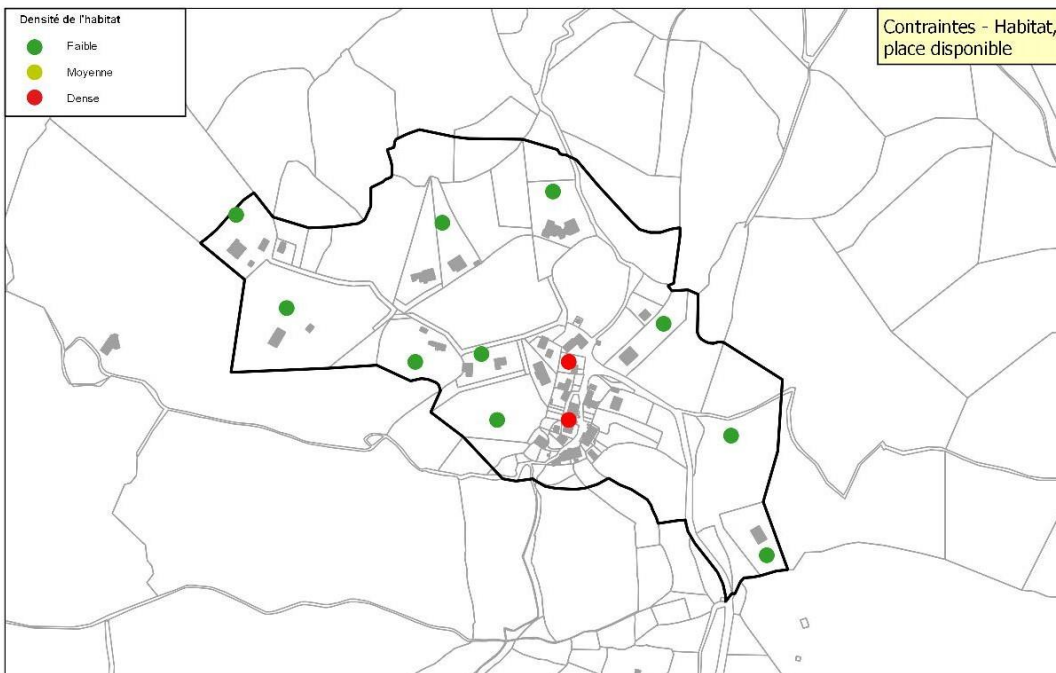 Densité de l'habitat
Faible
Moyenne
Dense
Contraintes - Habitat,
place disponible